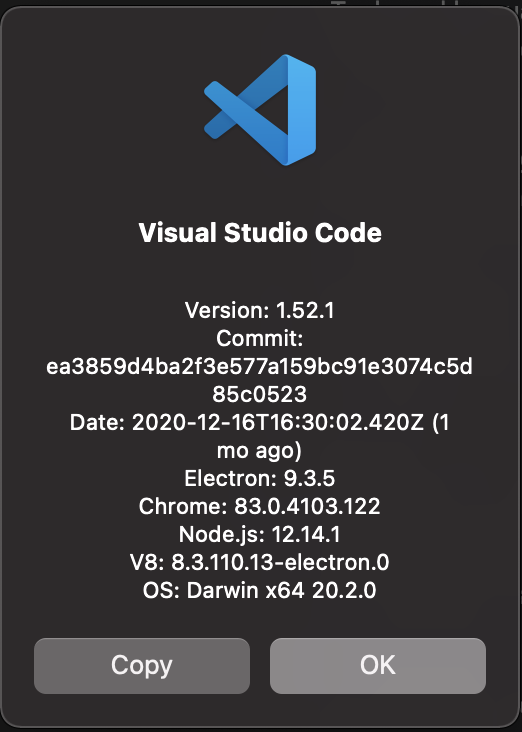 Visual Studio Code
Version: 1.52.1
Commit:
ea3859d4ba2f3e577a159bc91e3074c5d
85c0523
Date: 2020-12-16T16:30:02.420Z (1
mo ago)
Electron: 9.3.5
Chrome: 83.0.4103.122
Node.js: 12.14.1
V8: 8.3.110.13-electron.0
OS: Darwin x64 20.2.0
Copy
OK